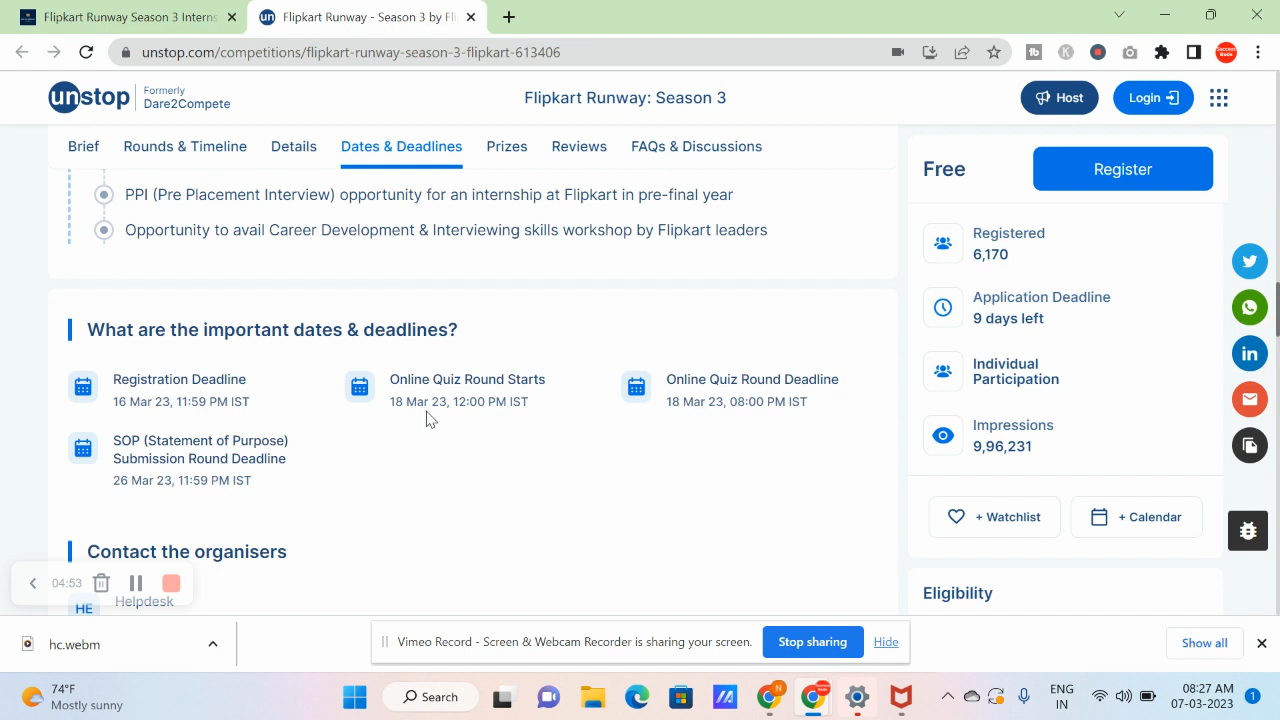 Flipkart Runway Season 3 Interns
Flipkart Runway - Season 3 by Fl
unstop.com/competitions/flipkart-runway-season-3-flipkart-613406
unstop
Formerly
Dare2Compete
Flipkart Runway: Season 3
Host
Login
Brief
Rounds & Timeline
Details
Dates & Deadlines
Prizes
Reviews
FAQs & Discussions
Free
Register
PPI (Pre Placement Interview) opportunity for an internship at Flipkart in pre-final year
Opportunity to avail Career Development & Interviewing skills workshop by Flipkart leaders
Registered
6,170
Application Deadline
9 days left
Individual
Participation
Impressions
9,96,231
+ Watchlist
+ Calendar
Eligibility
What are the important dates & deadlines?
Registration Deadline
16 Mar 23, 11:59 PM IST
Online Quiz Round Starts
18 Mar 23, 12:00 PM IST
Online Quiz Round Deadline
18 Mar 23, 08:00 PM IST
SOP (Statement of Purpose)
Submission Round Deadline
26 Mar 23, 11:59 PM IST
Contact the organisers
04:53
HE
Helpdesk
hc.webm
Vimeo Record - Screen & Webcam Recorder is sharing your screen.
Stop sharing
Hide
Show all
74°F
Mostly sunny
Search
ENG
IN
08:27 AM
07-03-2023
1